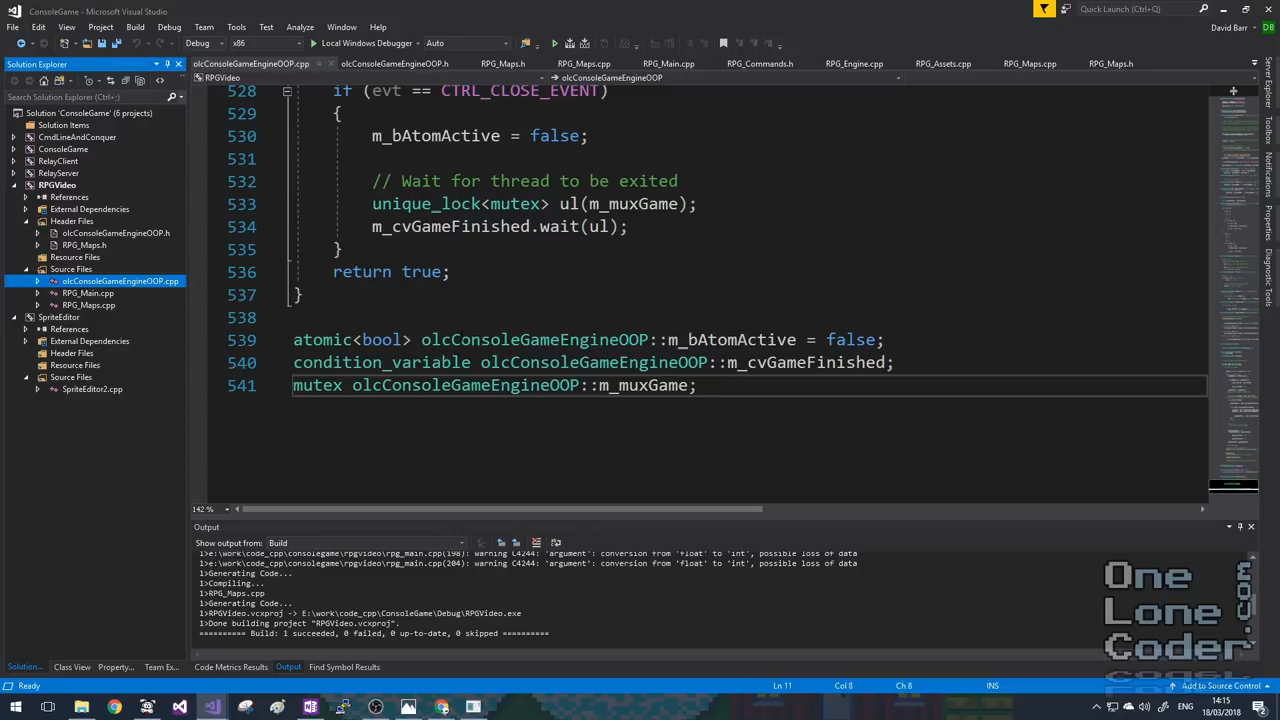 ConsoleGame - Microsoft Visual Studio
Quick Launch (Ctrl+Q)
File Edit View Project Build Debug Team Tools Test Analyze Window Help
David Barr DB
Debug x86 Local Windows Debugger Auto
Solution Explorer
olcConsoleGameEngineOOP.cpp olcConsoleGameEngineOOP.h RPG_Maps.h RPG_Maps.cpp RPG_Main.cpp RPG_Commands.h RPG_Engine.cpp RPG_Assets.cpp RPG_Maps.cpp RPG_Maps.h
RPGVideo olcConsoleGameEngineOOP
Search Solution Explorer (Ctrl+;)
Solution 'ConsoleGame' (6 projects)
Solution Items
CmdLineAndConquer
ConsoleGame
RelayClient
RelayServer
RPGVideo
References
External Dependencies
Header Files
olcConsoleGameEngineOOP.h
RPG_Maps.h
Resource Files
Source Files
olcConsoleGameEngineOOP.cpp
RPG_Main.cpp
RPG_Maps.cpp
SpriteEditor
References
External Dependencies
Header Files
Resource Files
Source Files
SpriteEditor2.cpp
528 if (evt == CTRL_CLOSE_EVENT)
529 {
530 m_bAtomActive = false;
531
532 // Wait for thread to be exited
533 unique_lock<mutex> ul(m_muxGame);
534 m_cvGameFinished.wait(ul);
535 }
536 return true;
537 }
538
539 atomic<bool> olcConsoleGameEngineOOP::m_bAtomActive = false;
540 condition_variable olcConsoleGameEngineOOP::m_cvGameFinished;
541 mutex olcConsoleGameEngineOOP::m_muxGame;
142 %
Output
Show output from: Build
1>e:\work\code_cpp\consolegame\rpgvideo\rpg_main.cpp(198): warning C4244: 'argument': conversion from 'float' to 'int', possible loss of data
1>e:\work\code_cpp\consolegame\rpgvideo\rpg_main.cpp(204): warning C4244: 'argument': conversion from 'float' to 'int', possible loss of data
1>Generating Code...
1>Compiling...
1>RPG_Maps.cpp
1>Generating Code...
1>RPGVideo.vcxproj -> E:\work\code_cpp\ConsoleGame\Debug\RPGVideo.exe
1>Done building project "RPGVideo.vcxproj".
========== Build: 1 succeeded, 0 failed, 0 up-to-date, 0 skipped ==========
Solution... Class View Property... Team Ex...
Code Metrics Results Output Find Symbol Results
Server Explorer
Toolbox
Notifications
Properties
Diagnostic Tools
One
Lone
Coder
.com
Ready Ln 11 Col 8 Ch 8 INS Add to Source Control
14:15
18/03/2018